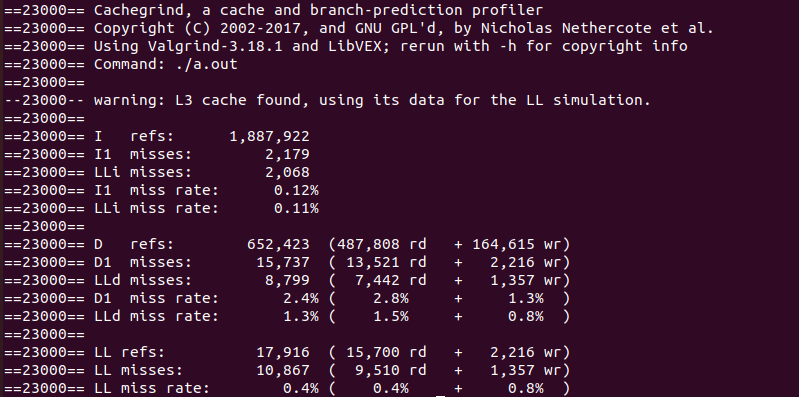 ==23000== Cachegrind, a cache and branch-prediction profiler
==23000== Copyright (C) 2002-2017, and GNU GPL'd, by Nicholas Nethercote et al.
==23000== Using Valgrind-3.18.1 and LibVEX; rerun with -h for copyright info
==23000== Command: ./a.out
==23000==
--23000-- warning: L3 cache found, using its data for the LL simulation.
==23000==
==23000== I   refs:      1,887,922
==23000== I1  misses:        2,179
==23000== LLi misses:        2,068
==23000== I1  miss rate:      0.12%
==23000== LLi miss rate:      0.11%
==23000==
==23000== D   refs:        652,423  (487,808 rd   + 164,615 wr)
==23000== D1  misses:       15,737  ( 13,521 rd   +   2,216 wr)
==23000== LLd misses:        8,799  (  7,442 rd   +   1,357 wr)
==23000== D1  miss rate:       2.4% (    2.8%     +     1.3%  )
==23000== LLd miss rate:       1.3% (    1.5%     +     0.8%  )
==23000==
==23000== LL refs:          17,916  ( 15,700 rd   +   2,216 wr)
==23000== LL misses:        10,867  (  9,510 rd   +   1,357 wr)
==23000== LL miss rate:        0.4% (    0.4%     +     0.8%  )